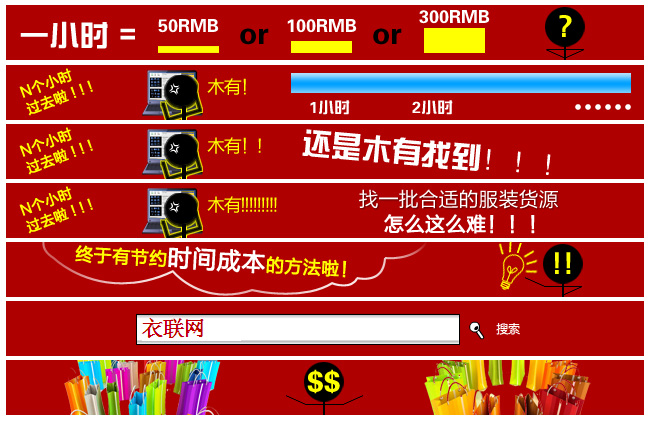 一小时 = 50RMB or 100RMB or 300RMB ?
N个小时
过去啦!!!
木有!
1小时 2小时 ••••••
N个小时
过去啦!!!
木有!!
还是木有找到!!!
N个小时
过去啦!!!
木有!!!!!!!!!
找一批合适的服装货源
怎么这么难!!!
终于有节约时间成本的方法啦!
!!
衣联网 搜索
$$